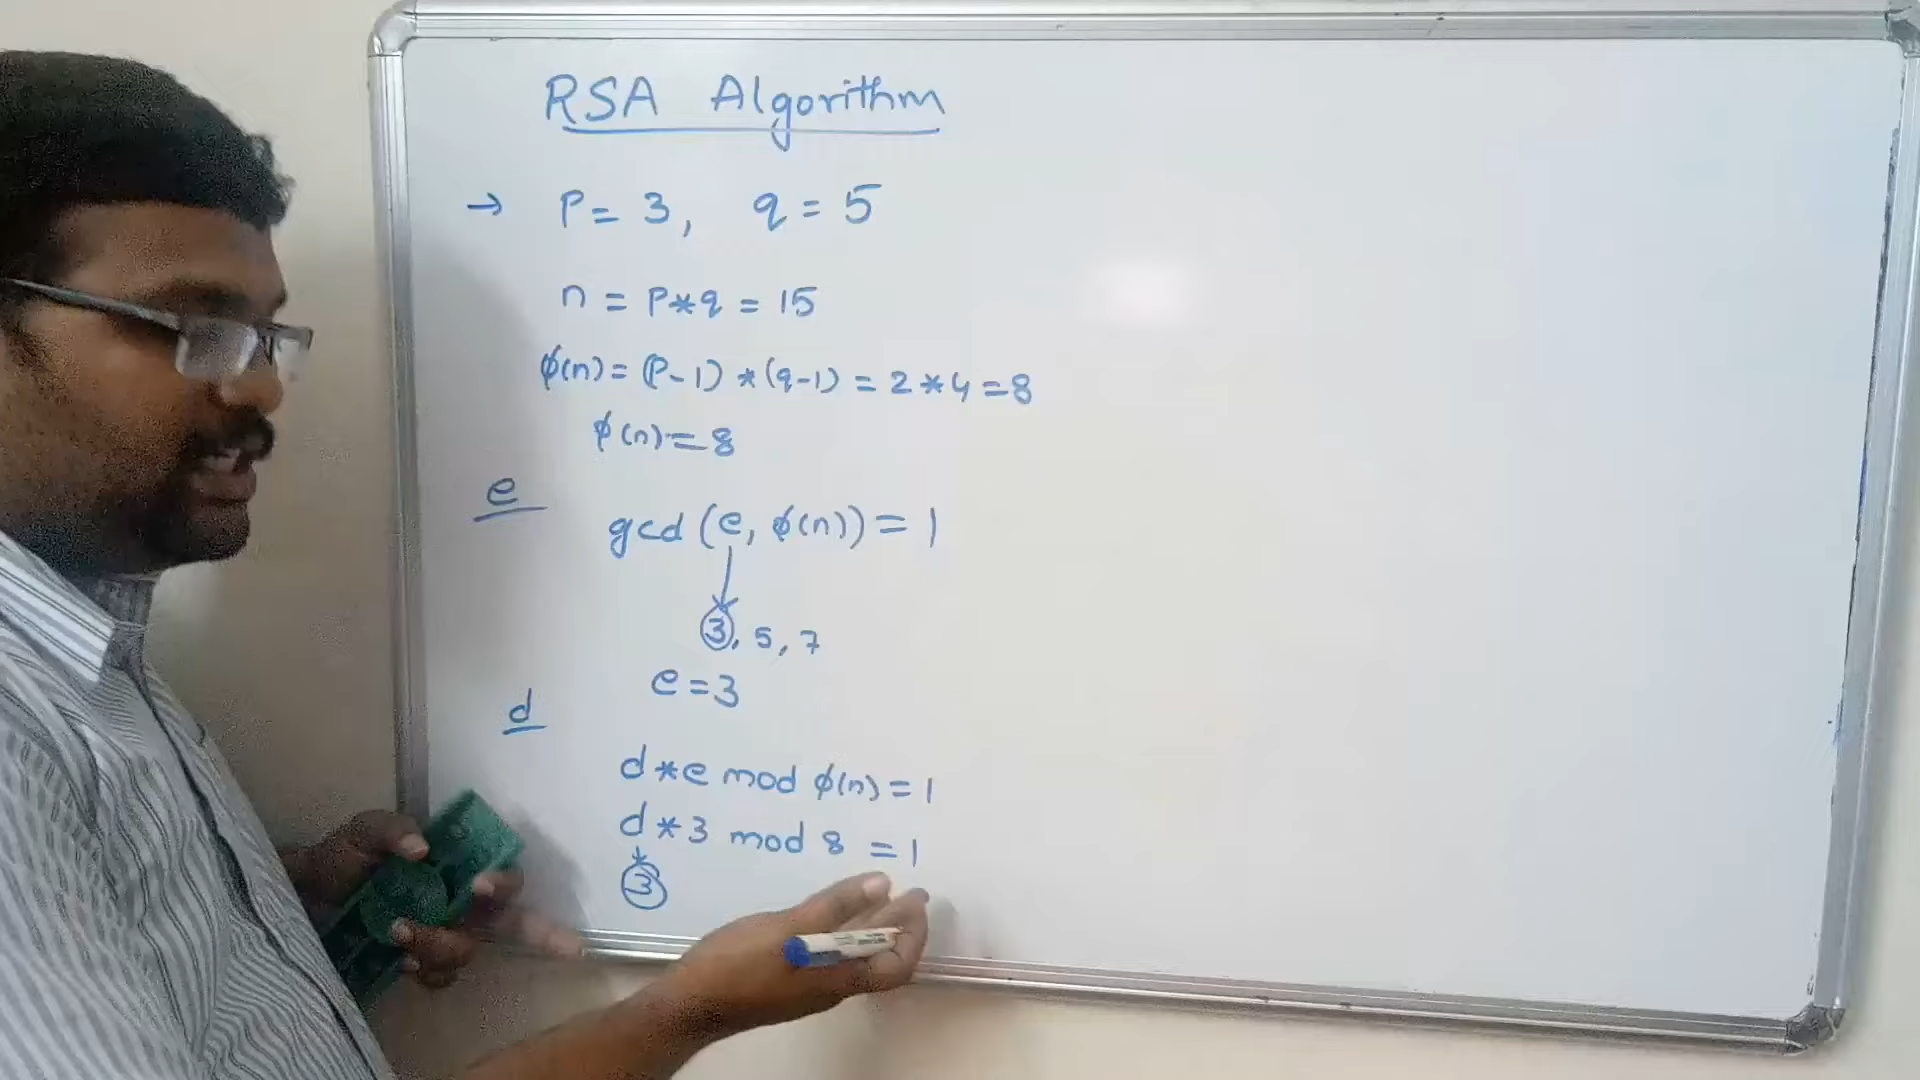 RSA Algorithm
→ P = 3, q = 5
n = P*q = 15
φ(n) = (P-1) * (q-1) = 2 * 4 = 8
φ(n) = 8
e
gcd (e, φ(n)) = 1
3, 5, 7
e = 3
d
d * e mod φ(n) = 1
d * 3 mod 8 = 1
3